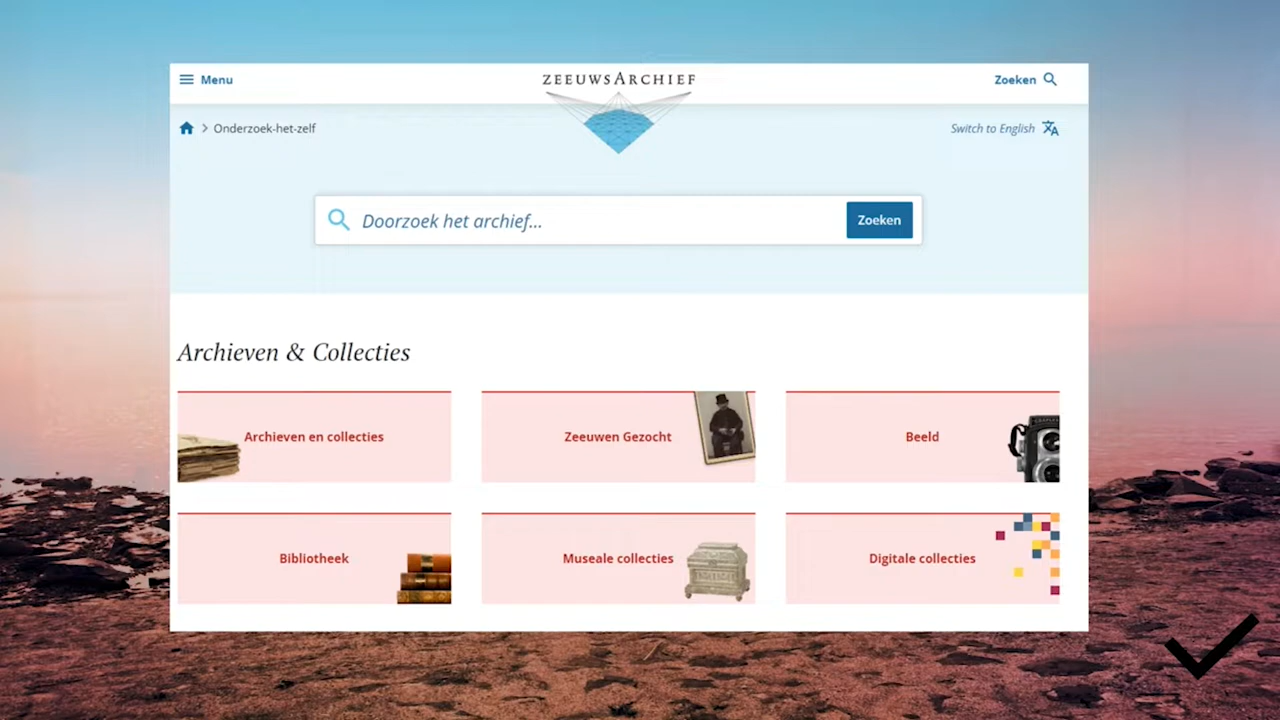 Menu
ZEEUWSARCHIEF
Zoeken
Onderzoek-het-zelf
Switch to English
Doorzoek het archief...
Zoeken
Archieven & Collecties
Archieven en collecties
Zeeuwen Gezocht
Beeld
Bibliotheek
Museale collecties
Digitale collecties